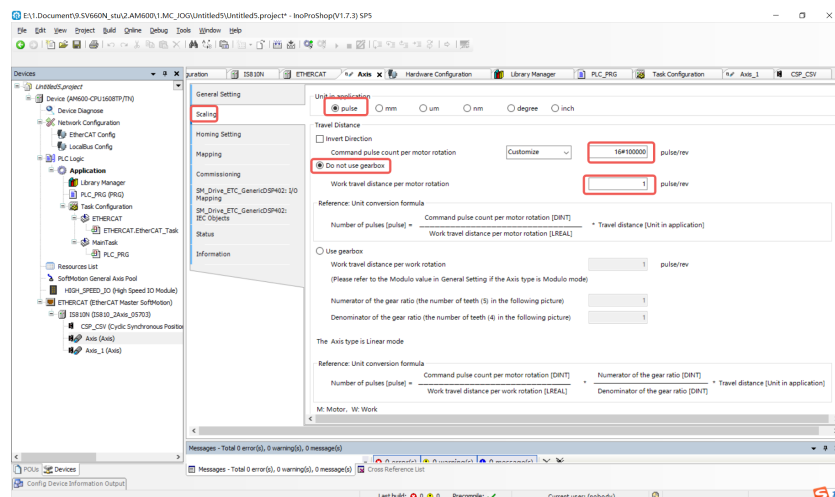 E:\1.Document\9.SV660N_stu\2.AM600\1.MC_JOG\Untitled5\Untitled5.project* - InoProShop(V1.7.3) SP5
File Edit View Project Build Online Debug Tools Window Help
Devices
Untitled5.project
Device (AM600-CPU1608TP/TN)
Device Diagnose
Network Configuration
EtherCAT Config
LocalBus Config
PLC Logic
Application
Library Manager
PLC_PRG (PRG)
Task Configuration
ETHERCAT
ETHERCAT.EtherCAT_Task
MainTask
PLC_PRG
Resources List
SoftMotion General Axis Pool
HIGH_SPEED_IO (High Speed IO Module)
ETHERCAT (EtherCAT Master SoftMotion)
IS810N (IS810_2Axis_05703)
CSP_CSV (Cyclic Synchronous Position
Axis (Axis)
Axis_1 (Axis)
POUs Devices
Config Device Information Output
guration IS810N ETHERCAT Axis Hardware Configuration Library Manager PLC_PRG Task Configuration Axis_1 CSP_CSV
General Setting
Scaling
Homing Setting
Mapping
Commissioning
SM_Drive_ETC_GenericDSP402: I/O
Mapping
SM_Drive_ETC_GenericDSP402:
IEC Objects
Status
Information
Unit in application
pulse mm um nm degree inch
Travel Distance
Invert Direction
Command pulse count per motor rotation Customize 16#100000 pulse/rev
Do not use gearbox
Work travel distance per motor rotation 1 pulse/rev
Reference: Unit conversion formula
Command pulse count per motor rotation [DINT]
Number of pulses [pulse] = * Travel distance [Unit in application]
Work travel distance per motor rotation [LREAL]
Use gearbox
Work travel distance per work rotation 1 pulse/rev
(Please refer to the Modulo value in General Setting if the Axis type is Modulo mode)
Numerator of the gear ratio (the number of teeth (5) in the following picture) 1
Denominator of the gear ratio (the number of teeth (4) in the following picture) 1
The Axis type is Linear mode
Reference: Unit conversion formula
Command pulse count per motor rotation [DINT] Numerator of the gear ratio [DINT]
Number of pulses [pulse] = * * Travel distance [Unit in application]
Work travel distance per work rotation [LREAL] Denominator of the gear ratio [DINT]
M: Motor, W: Work
Messages - Total 0 error(s), 0 warning(s), 0 message(s)
0 error(s) 0 warning(s) 0 message(s)
Messages - Total 0 error(s), 0 warning(s), 0 message(s) Cross Reference List
Last build: 0 0 Precompile: Current user: (nobody)